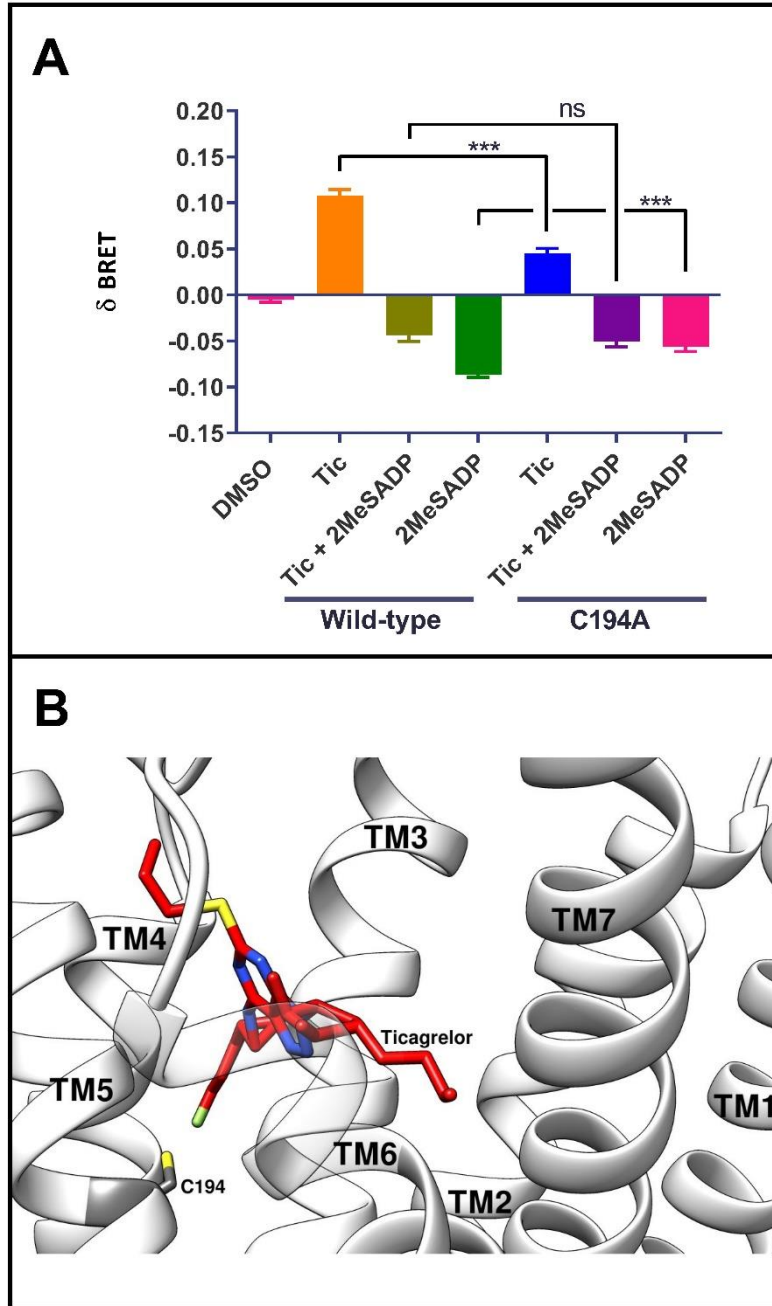 A
ns
***
***
0.20
0.15
0.10
0.05
0.00
-0.05
-0.10
-0.15
δ BRET
DMSO
Tic
Tic + 2MeSADP
2MeSADP
Tic
Tic + 2MeSADP
2MeSADP
Wild-type
C194A
B
TM3
TM7
TM4
Ticagrelor
TM5
TM1
TM6
C194
TM2